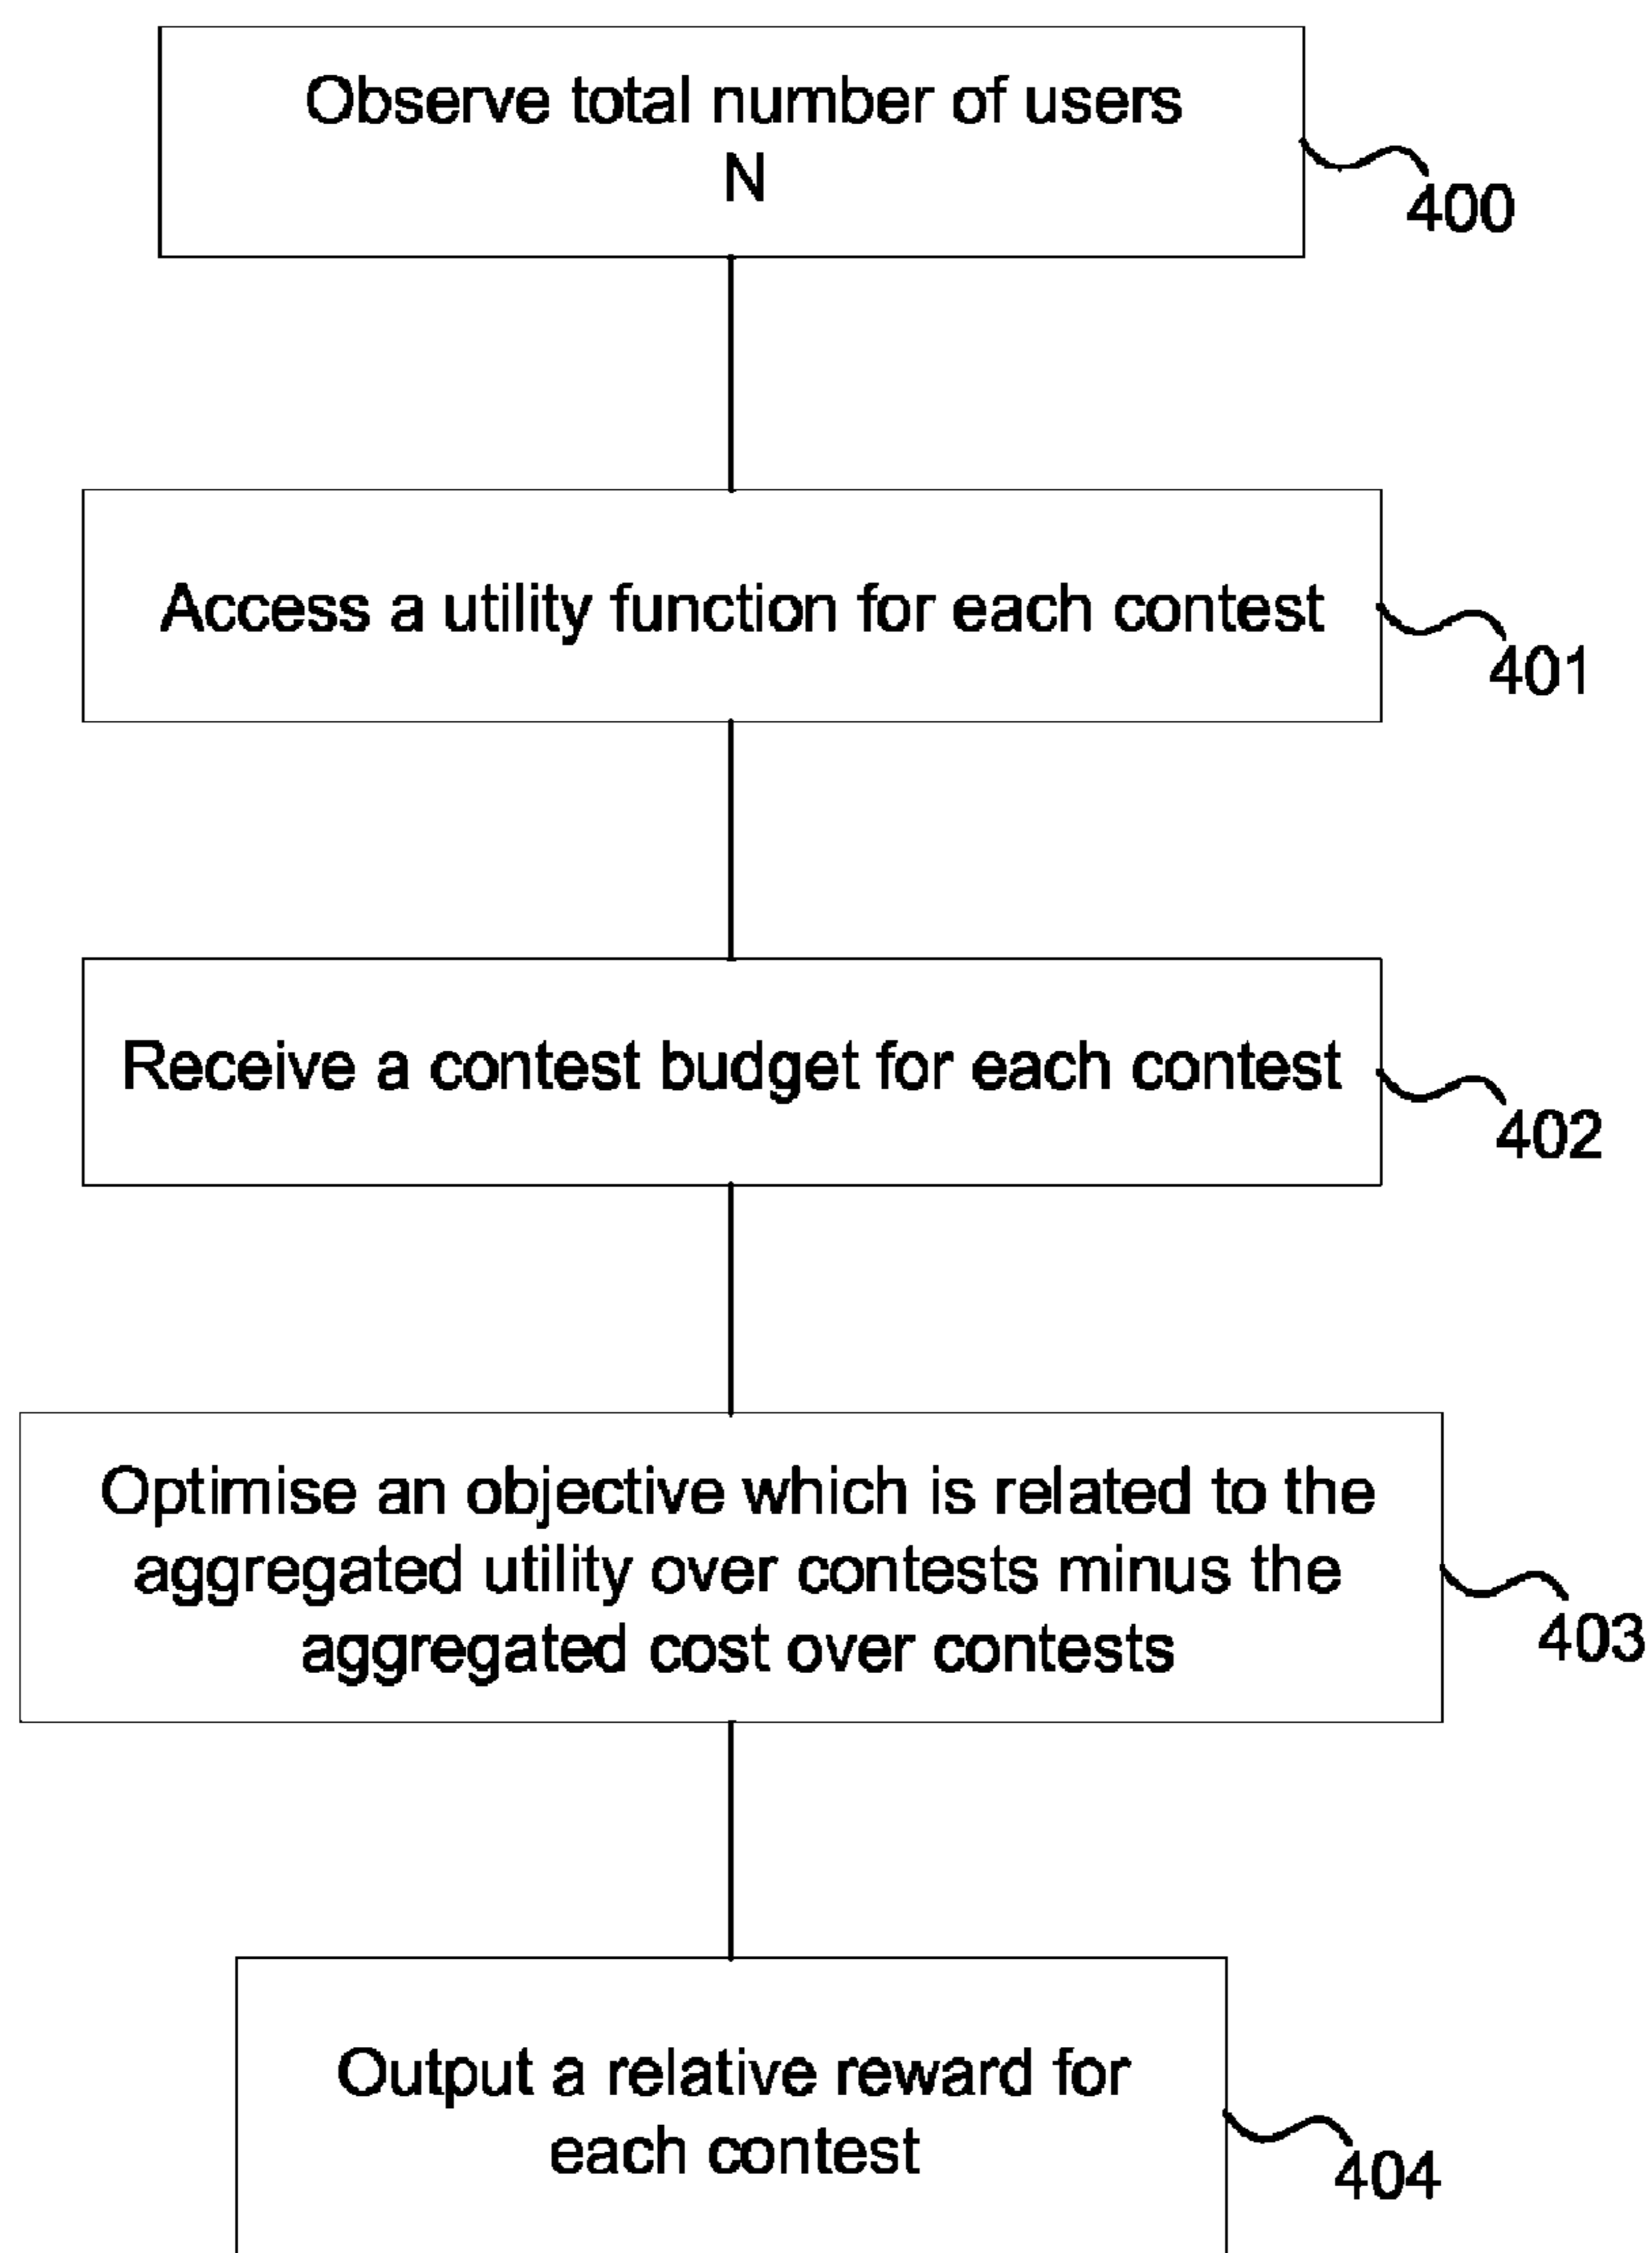 Observe total number of users
N
400
Access a utility function for each contest
401
Receive a contest budget for each contest
402
Optimise an objective which is related to the
aggregated utility over contests minus the
aggregated cost over contests
403
Output a relative reward for
each contest
404